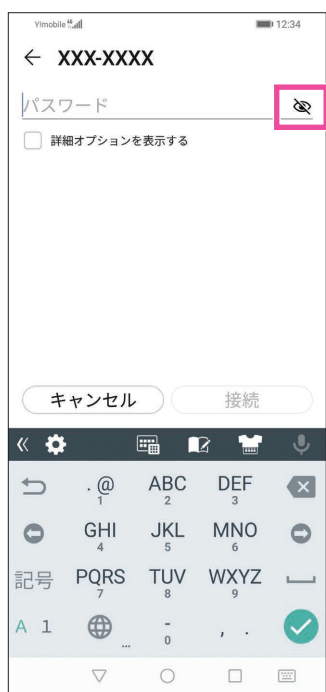 Y!mobile 12:34
XXX-XXXX
パスワード
詳細オプションを表示する
キャンセル 接続
. @ ABC DEF
1 2 3
GHI JKL MNO
4 5 6
記号 PQRS TUV WXYZ
7 8 9
A 1 ... - , .
0